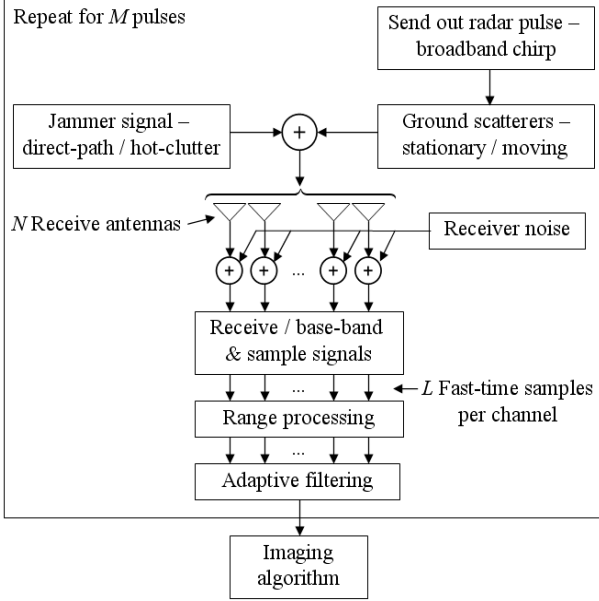 Repeat for M pulses
Send out radar pulse –
broadband chirp
Jammer signal –
direct-path / hot-clutter
+
Ground scatterers –
stationary / moving
N Receive antennas
Receiver noise
+ + ... + +
Receive / base-band
& sample signals
...
L Fast-time samples
per channel
Range processing
...
Adaptive filtering
Imaging
algorithm